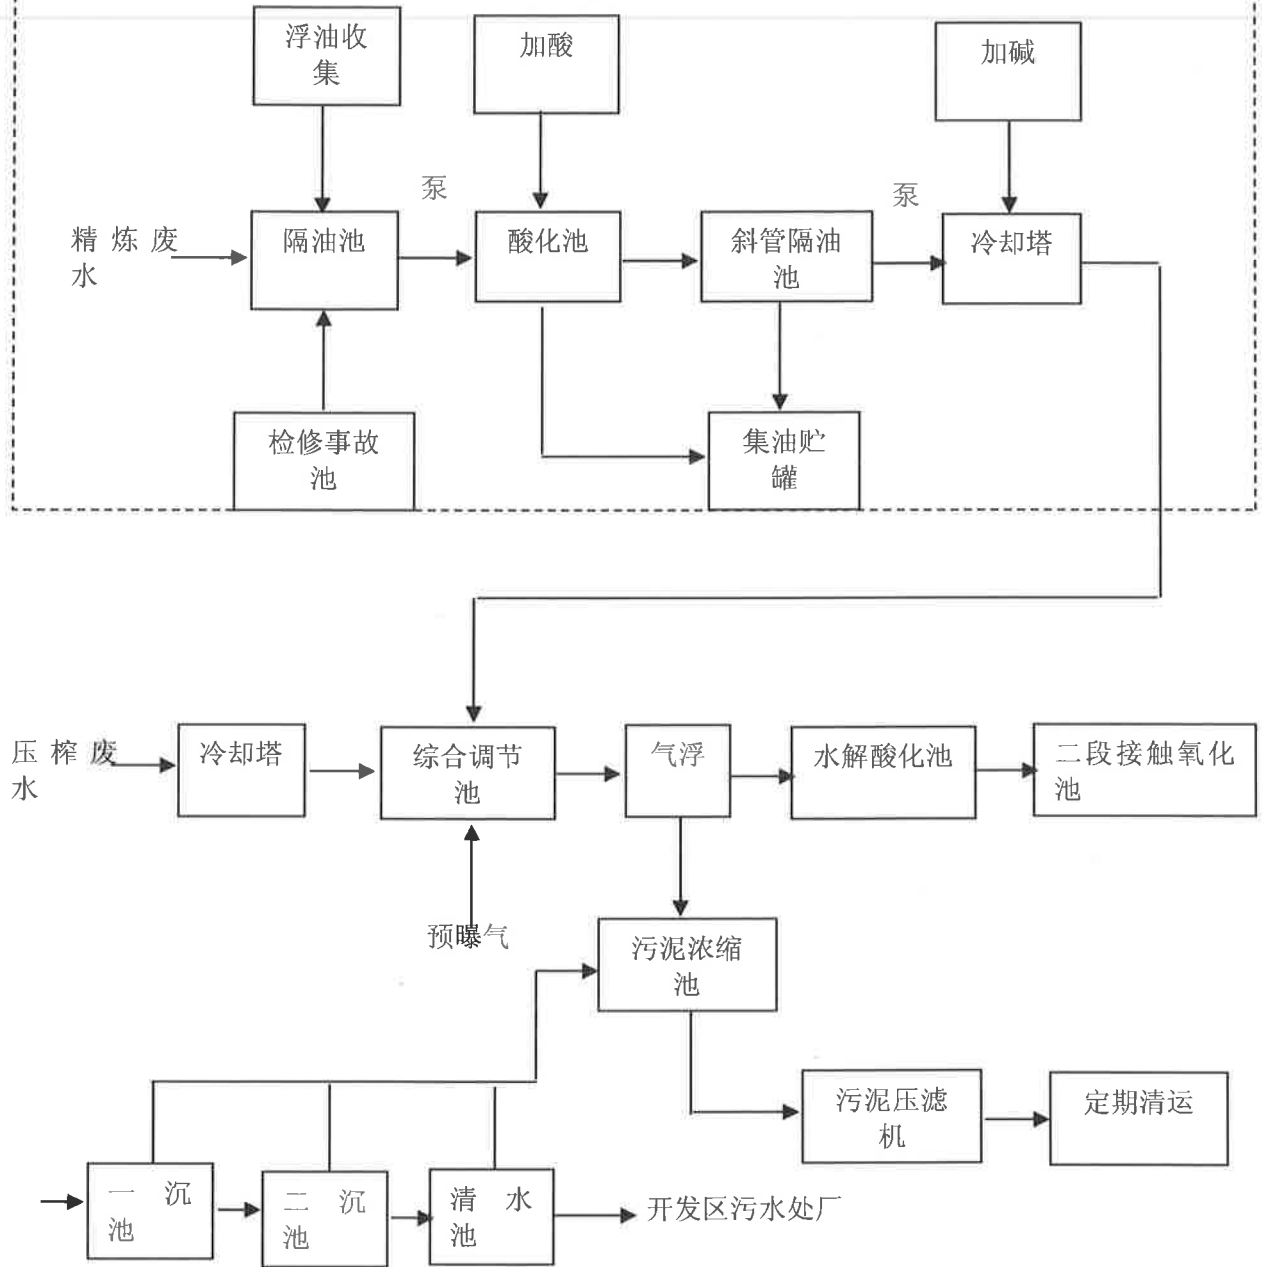 浮油收
集
加酸
加碱
泵
泵
精炼废
水
隔油池
酸化池
斜管隔油
池
冷却塔
检修事故
池
集油贮
罐
压榨废
水
冷却塔
综合调节
池
气浮
水解酸化池
二段接触氧化
池
预曝气
污泥浓缩
池
污泥压滤
机
定期清运
一沉
池
二沉
池
清水
池
开发区污水处厂